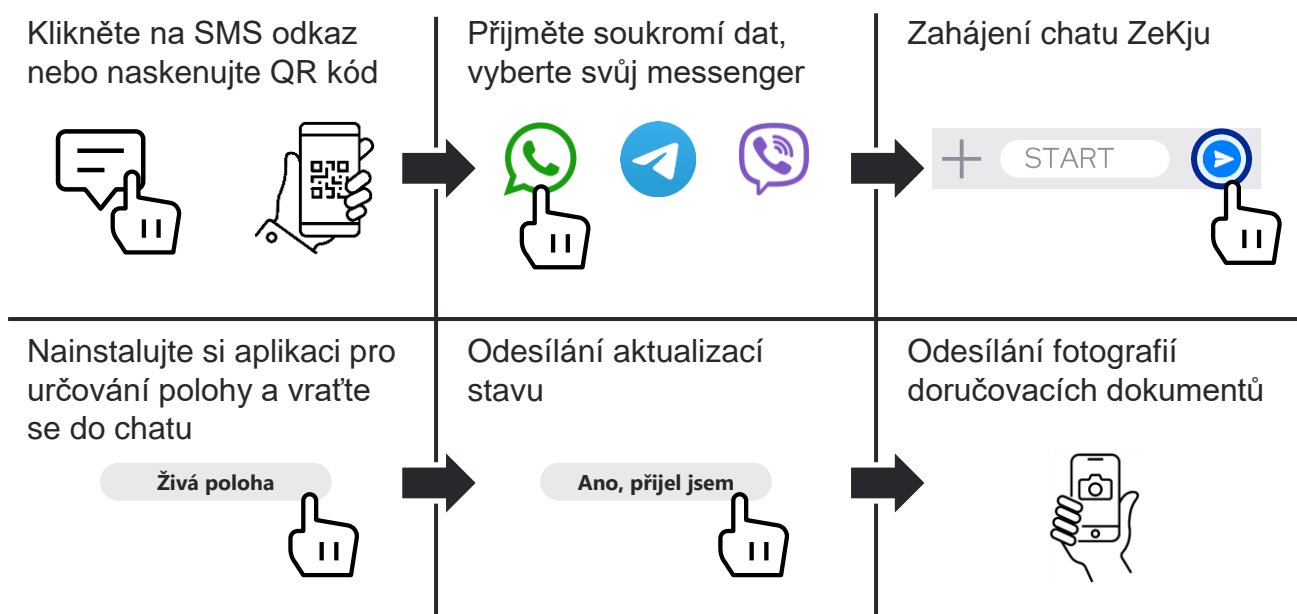 Klikněte na SMS odkaz
nebo naskenujte QR kód
Přijměte soukromí dat,
vyberte svůj messenger
Zahájení chatu ZeKju
START
Nainstalujte si aplikaci pro
určování polohy a vraťte
se do chatu
Živá poloha
Odesílání aktualizací
stavu
Ano, přijel jsem
Odesílání fotografií
doručovacích dokumentů